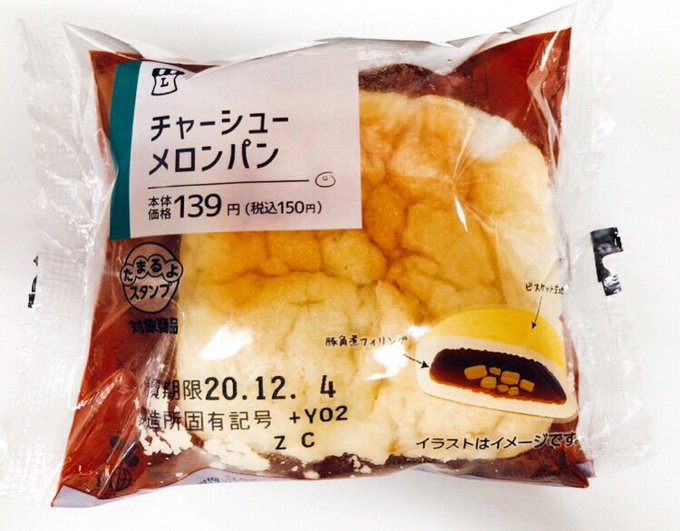 L
チャーシュー
メロンパン
本体
価格 139円 (税込150円)
たまるよ
スタンプ
対象商品
ビスケット生地
豚角煮フィリング
費期限 20.12. 4
造所固有記号 +Y02
Z C
イラストはイメージです